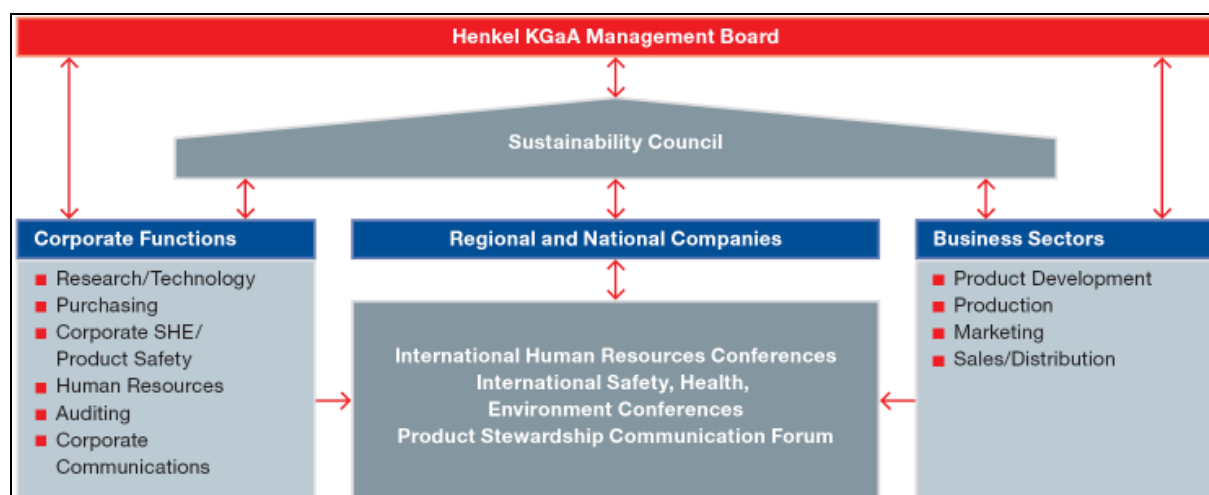 Henkel KGaA Management Board
Sustainability Council
Corporate Functions
Research/Technology
Purchasing
Corporate SHE/
Product Safety
Human Resources
Auditing
Corporate
Communications
Regional and National Companies
International Human Resources Conferences
International Safety, Health,
Environment Conferences
Product Stewardship Communication Forum
Business Sectors
Product Development
Production
Marketing
Sales/Distribution